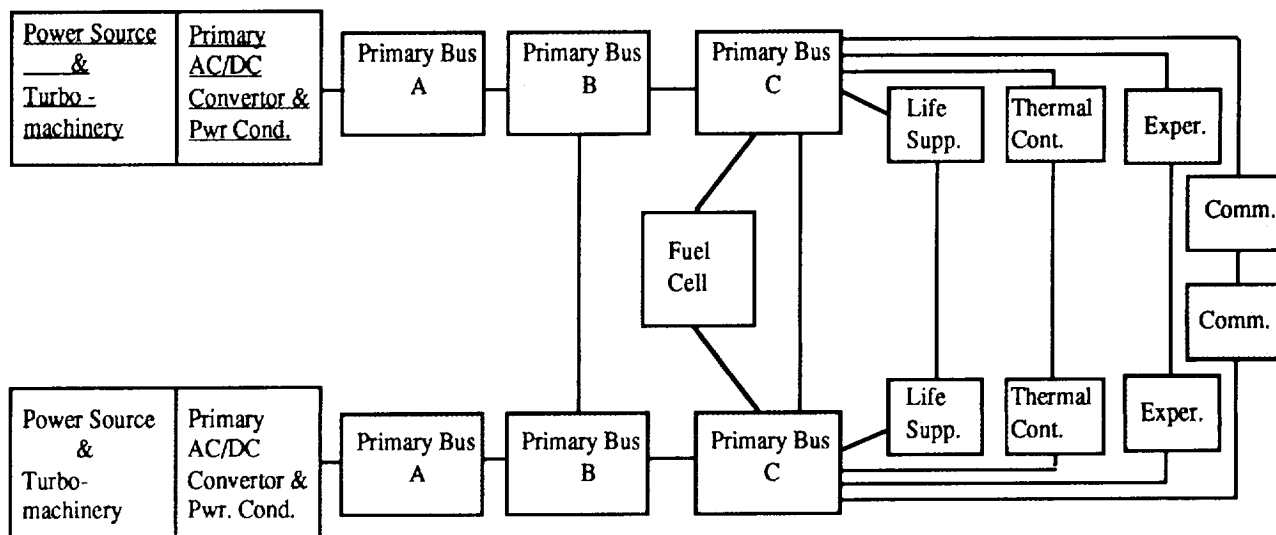 Power Source
&
Turbo -
machinery
Primary
AC/DC
Convertor &
Pwr Cond.
Primary Bus
A
Primary Bus
B
Primary Bus
C
Life
Supp.
Thermal
Cont.
Exper.
Comm.
Fuel
Cell
Comm.
Power Source
&
Turbo-
machinery
Primary
AC/DC
Convertor &
Pwr. Cond.
Primary Bus
A
Primary Bus
B
Primary Bus
C
Life
Supp.
Thermal
Cont.
Exper.